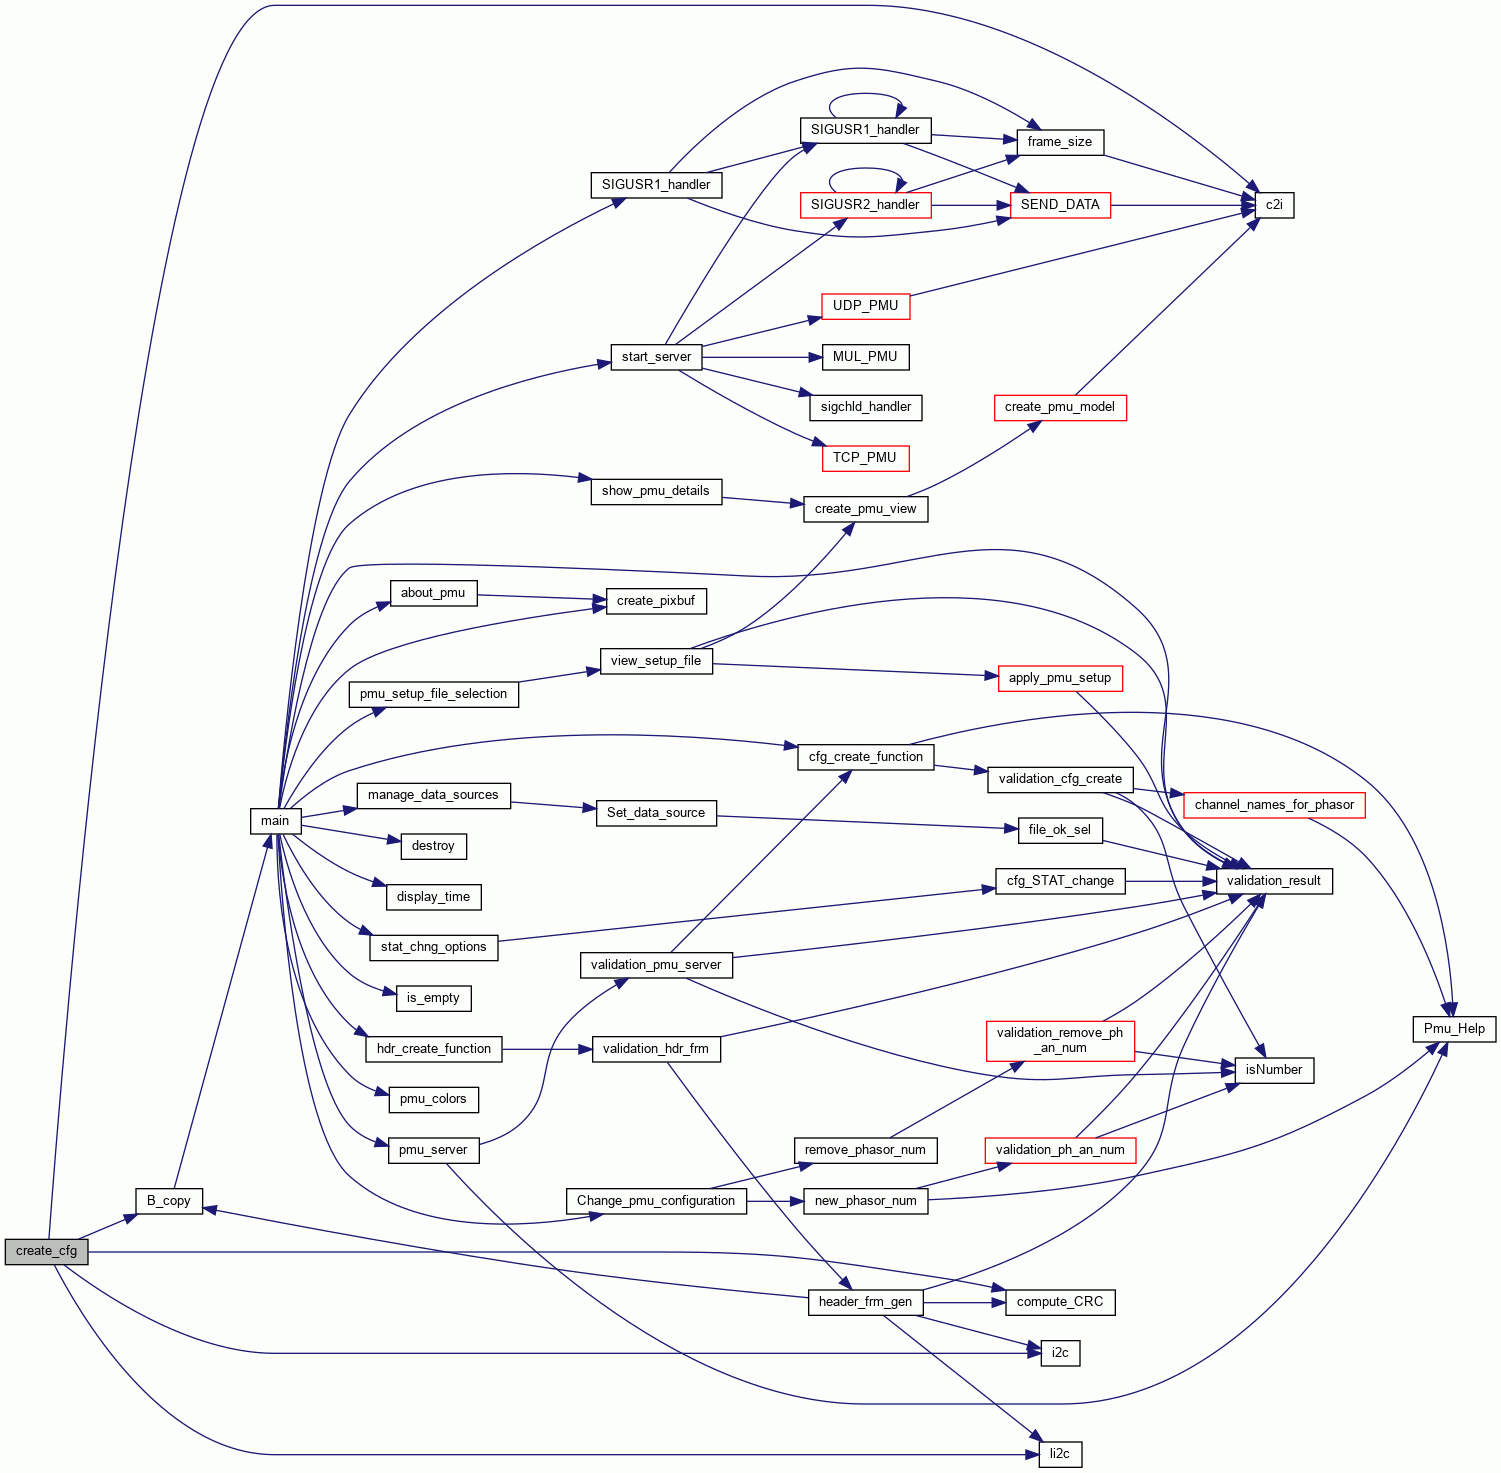 SIGUSR1_handler
frame_size
SIGUSR1_handler
SIGUSR2_handler
SEND_DATA
c2i
UDP_PMU
start_server
MUL_PMU
sigchld_handler
create_pmu_model
TCP_PMU
show_pmu_details
create_pmu_view
about_pmu
create_pixbuf
view_setup_file
apply_pmu_setup
pmu_setup_file_selection
cfg_create_function
validation_cfg_create
manage_data_sources
channel_names_for_phasor
Set_data_source
main
file_ok_sel
destroy
cfg_STAT_change
validation_result
display_time
stat_chng_options
validation_pmu_server
is_empty
Pmu_Help
validation_remove_ph
_an_num
hdr_create_function
validation_hdr_frm
isNumber
pmu_colors
pmu_server
remove_phasor_num
validation_ph_an_num
B_copy
Change_pmu_configuration
new_phasor_num
create_cfg
header_frm_gen
compute_CRC
i2c
li2c